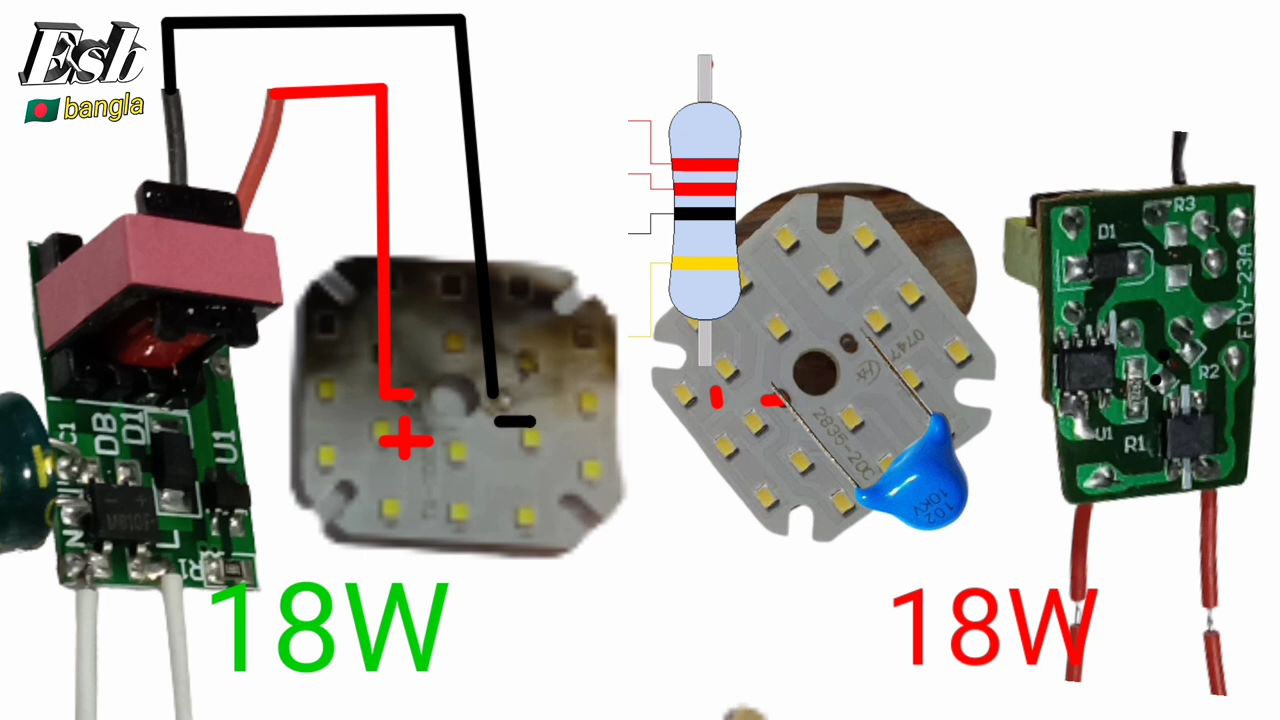 Esb
bangla
C1
DB
D1
U1
N
MB10F
L
R1
18W
0747
2835-20C
102
10KV
R3
D1
FDY-23A
R2
U1
R1
18W